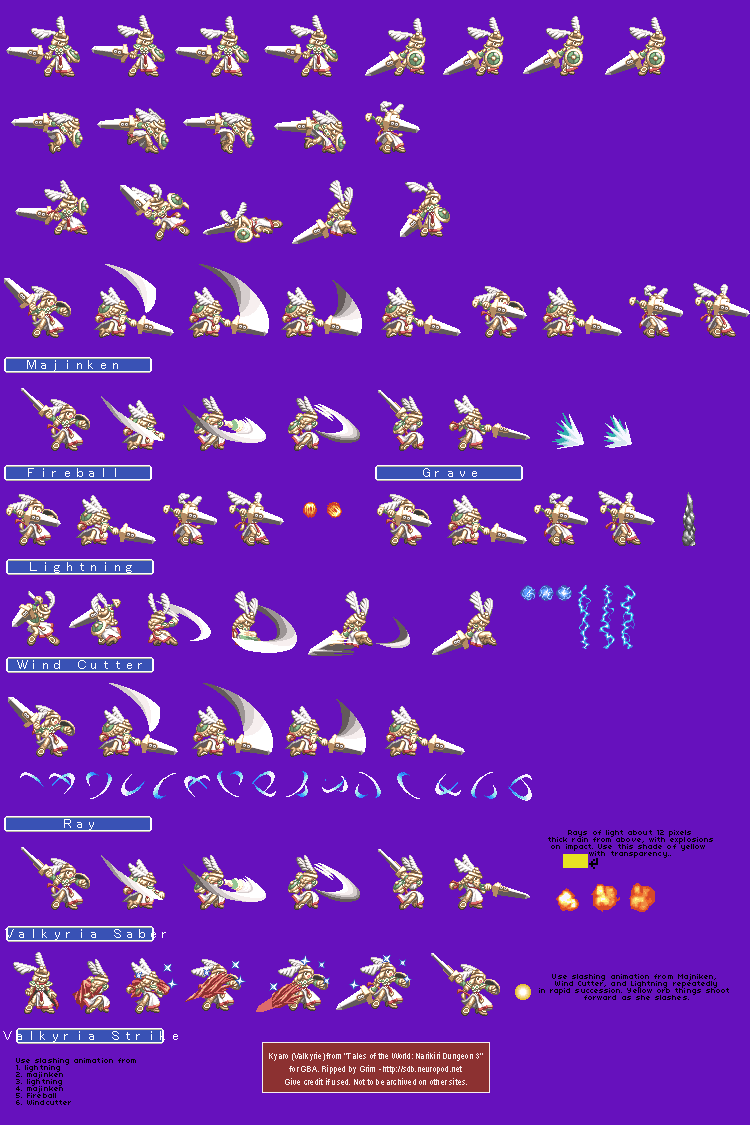 Majinken
Fireball
Grave
Lightning
Wind Cutter
Ray
Rays of light about 12 pixels
thick rain from above, with explosions
on impact. Use this shade of yellow
with transparency.
Valkyria Saber
Use slashing animation from Majinken,
Wind Cutter, and Lightning repeatedly
in rapid succession. Yellow orb things shoot
forward as she slashes.
Valkyria Strike
Use slashing animation from
1. lightning
2. majinken
3. lightning
4. majinken
5. fireball
6. windcutter
Kyaro (Valkyrie) from "Tales of the World: Narikiri Dungeon 3"
for GBA. Ripped by Grim - http://sdb.neuropod.net
Give credit if used. Not to be archived on other sites.